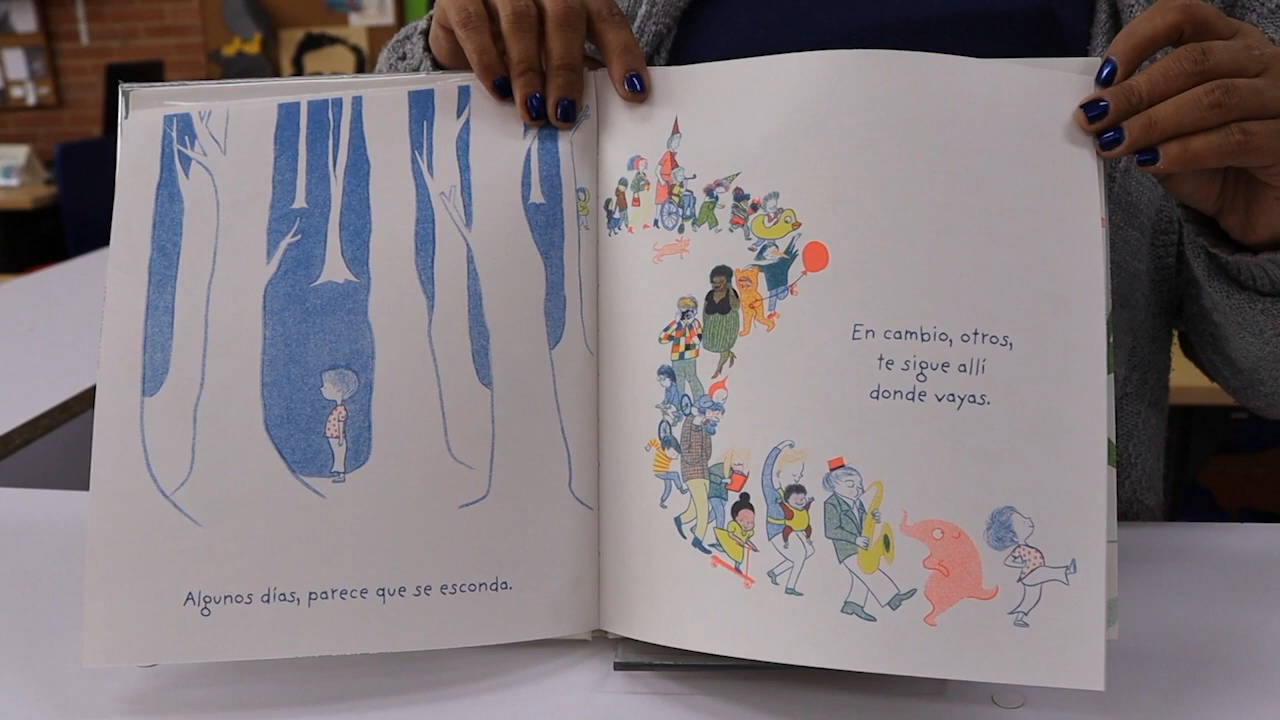 Algunos días, parece que se esconda.
En cambio, otros,
te sigue allí
donde vayas.